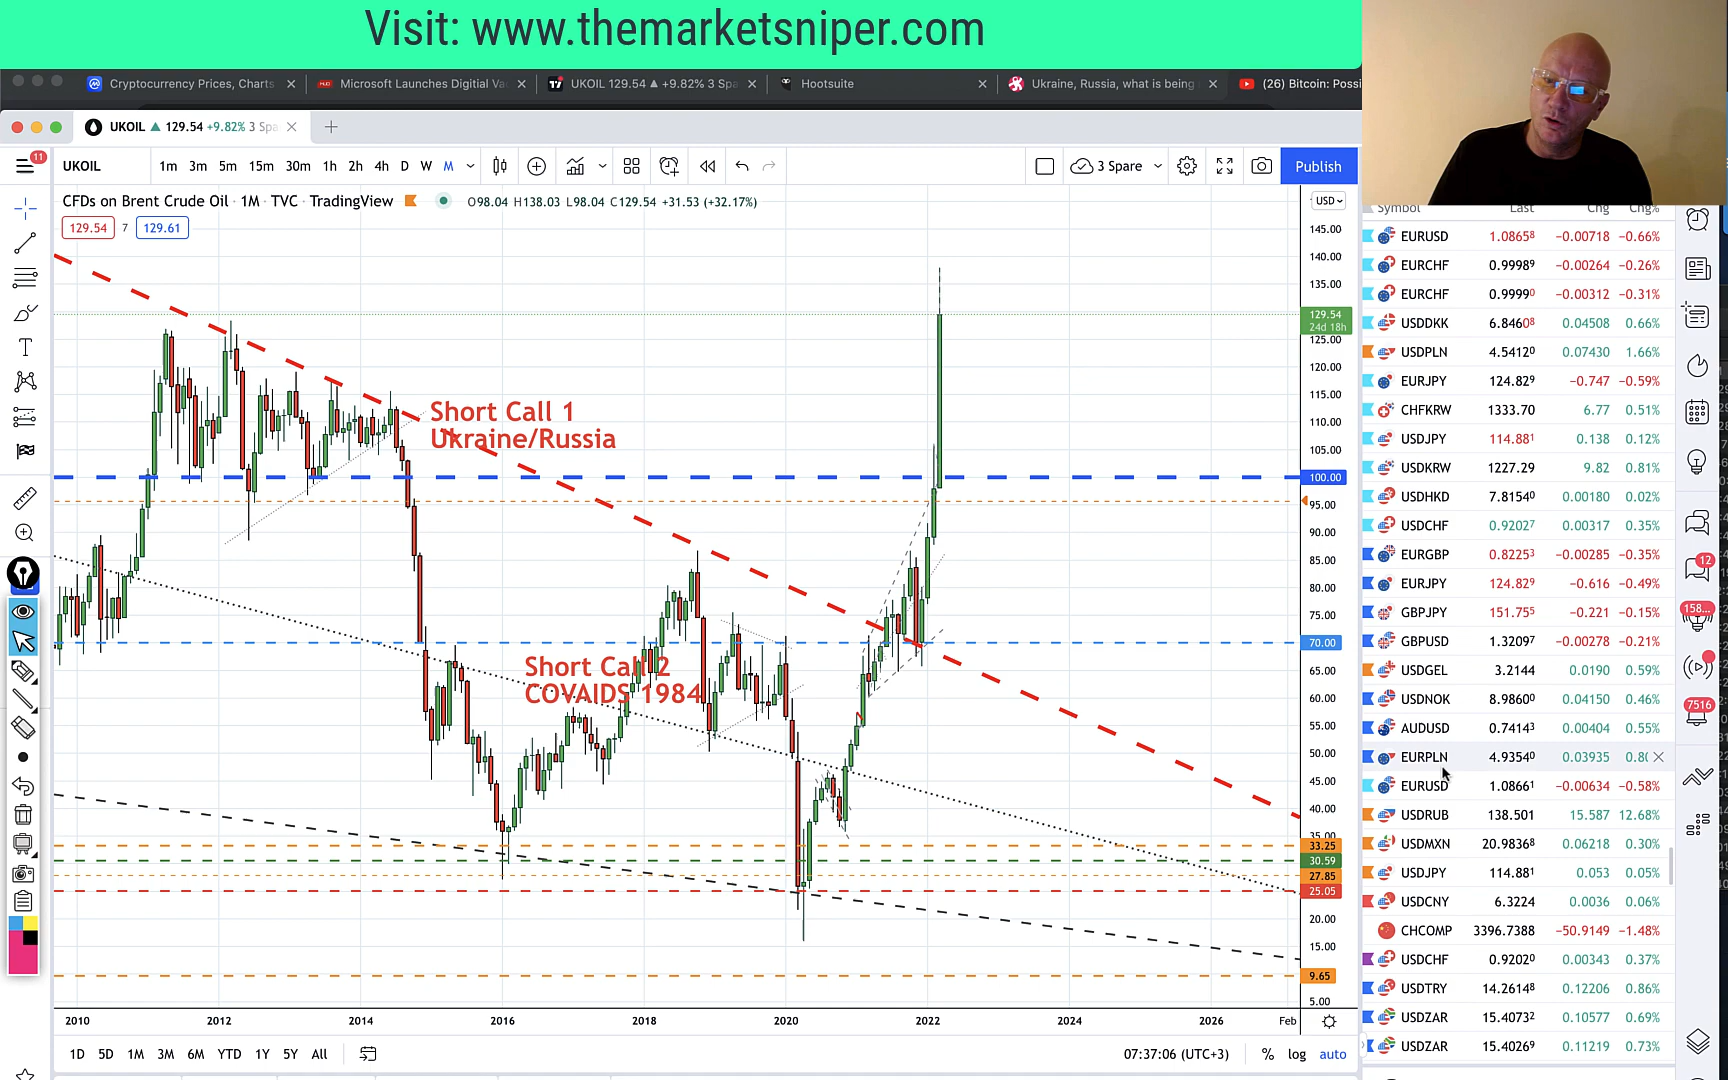 Visit: www.themarketsniper.com
Cryptocurrency Prices, Charts
Microsoft Launches Digitial Va
UKOIL 129.54 ▲ +9.82% 3 Spa
Hootsuite
Ukraine, Russia, what is being
(26) Bitcoin: Possi
UKOIL ▲ 129.54 +9.82% 3 Spa
11
UKOIL 1m 3m 5m 15m 30m 1h 2h 4h D W M
3 Spare
Publish
CFDs on Brent Crude Oil · 1M · TVC · TradingView
O98.04 H138.03 L98.04 C129.54 +31.53 (+32.17%)
USD
129.54 7 129.61
145.00
140.00
135.00
129.54
24d 18h
125.00
120.00
115.00
110.00
105.00
100.00
95.00
90.00
85.00
80.00
75.00
70.00
65.00
60.00
55.00
50.00
45.00
40.00
35.00
33.25
30.59
27.85
25.05
20.00
15.00
9.65
5.00
Short Call 1
Ukraine/Russia
Short Call 2
COVAIDS 1984
2010 2012 2014 2016 2018 2020 2022 2024 2026 Feb
1D 5D 1M 3M 6M YTD 1Y 5Y All
07:37:06 (UTC+3) % log auto
Symbol Last Chg Chg%
EURUSD 1.08658 −0.00718 −0.66%
EURCHF 0.99989 −0.00264 −0.26%
EURCHF 0.99990 −0.00312 −0.31%
USDDKK 6.84608 0.04508 0.66%
USDPLN 4.54120 0.07430 1.66%
EURJPY 124.829 −0.747 −0.59%
CHFKRW 1333.70 6.77 0.51%
USDJPY 114.881 0.138 0.12%
USDKRW 1227.29 9.82 0.81%
USDHKD 7.81540 0.00180 0.02%
USDCHF 0.92027 0.00317 0.35%
EURGBP 0.82253 −0.00285 −0.35%
EURJPY 124.829 −0.616 −0.49%
GBPJPY 151.755 −0.221 −0.15%
GBPUSD 1.32097 −0.00278 −0.21%
USDGEL 3.2144 0.0190 0.59%
USDNOK 8.98600 0.04150 0.46%
AUDUSD 0.74143 0.00404 0.55%
EURPLN 4.93540 0.03935 0.8
EURUSD 1.08661 −0.00634 −0.58%
USDRUB 138.501 15.587 12.68%
USDMXN 20.98368 0.06218 0.30%
USDJPY 114.881 0.053 0.05%
USDCNY 6.3224 0.0036 0.06%
CHCOMP 3396.7388 −50.9149 −1.48%
USDCHF 0.92020 0.00343 0.37%
USDTRY 14.26148 0.12206 0.86%
USDZAR 15.40732 0.10577 0.69%
USDZAR 15.40269 0.11219 0.73%
12
158...
7516